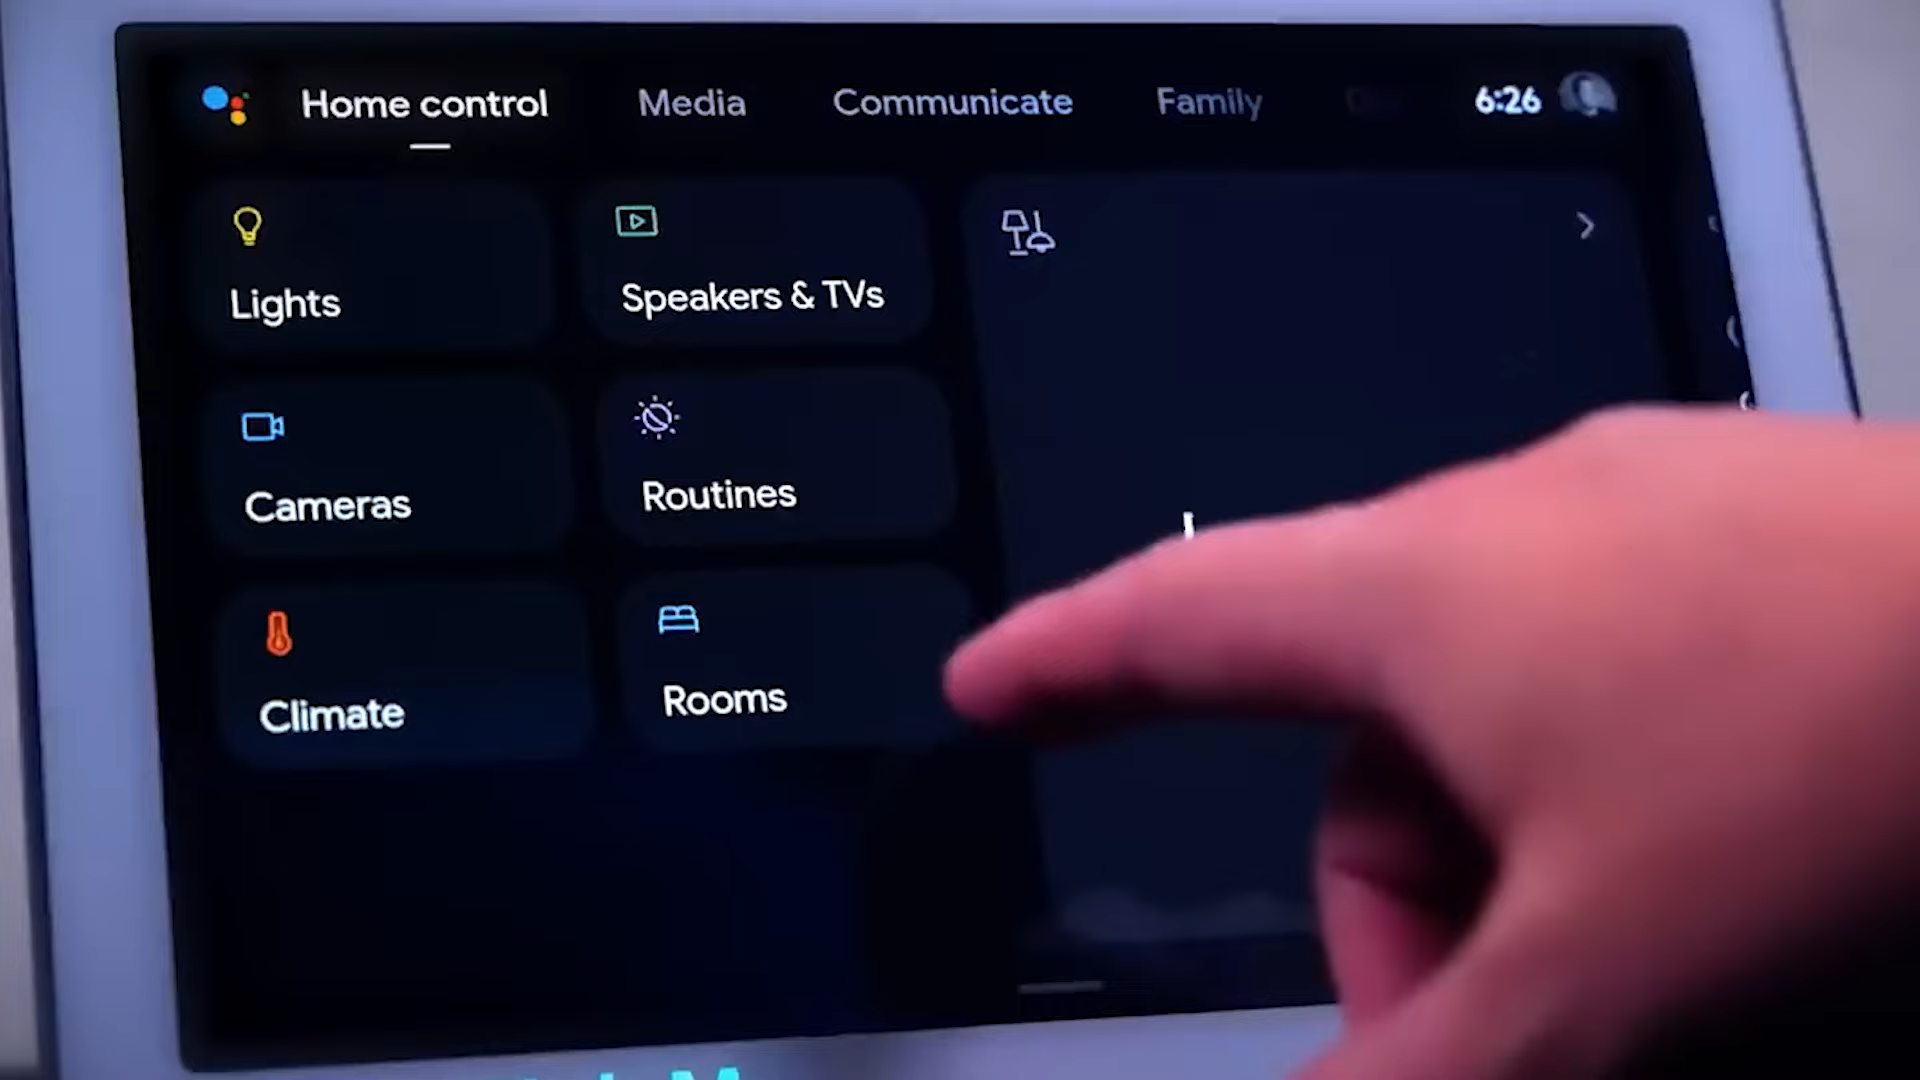 Home control
Media
Communicate
Family
6:26
Lights
Speakers & TVs
Cameras
Routines
Climate
Rooms